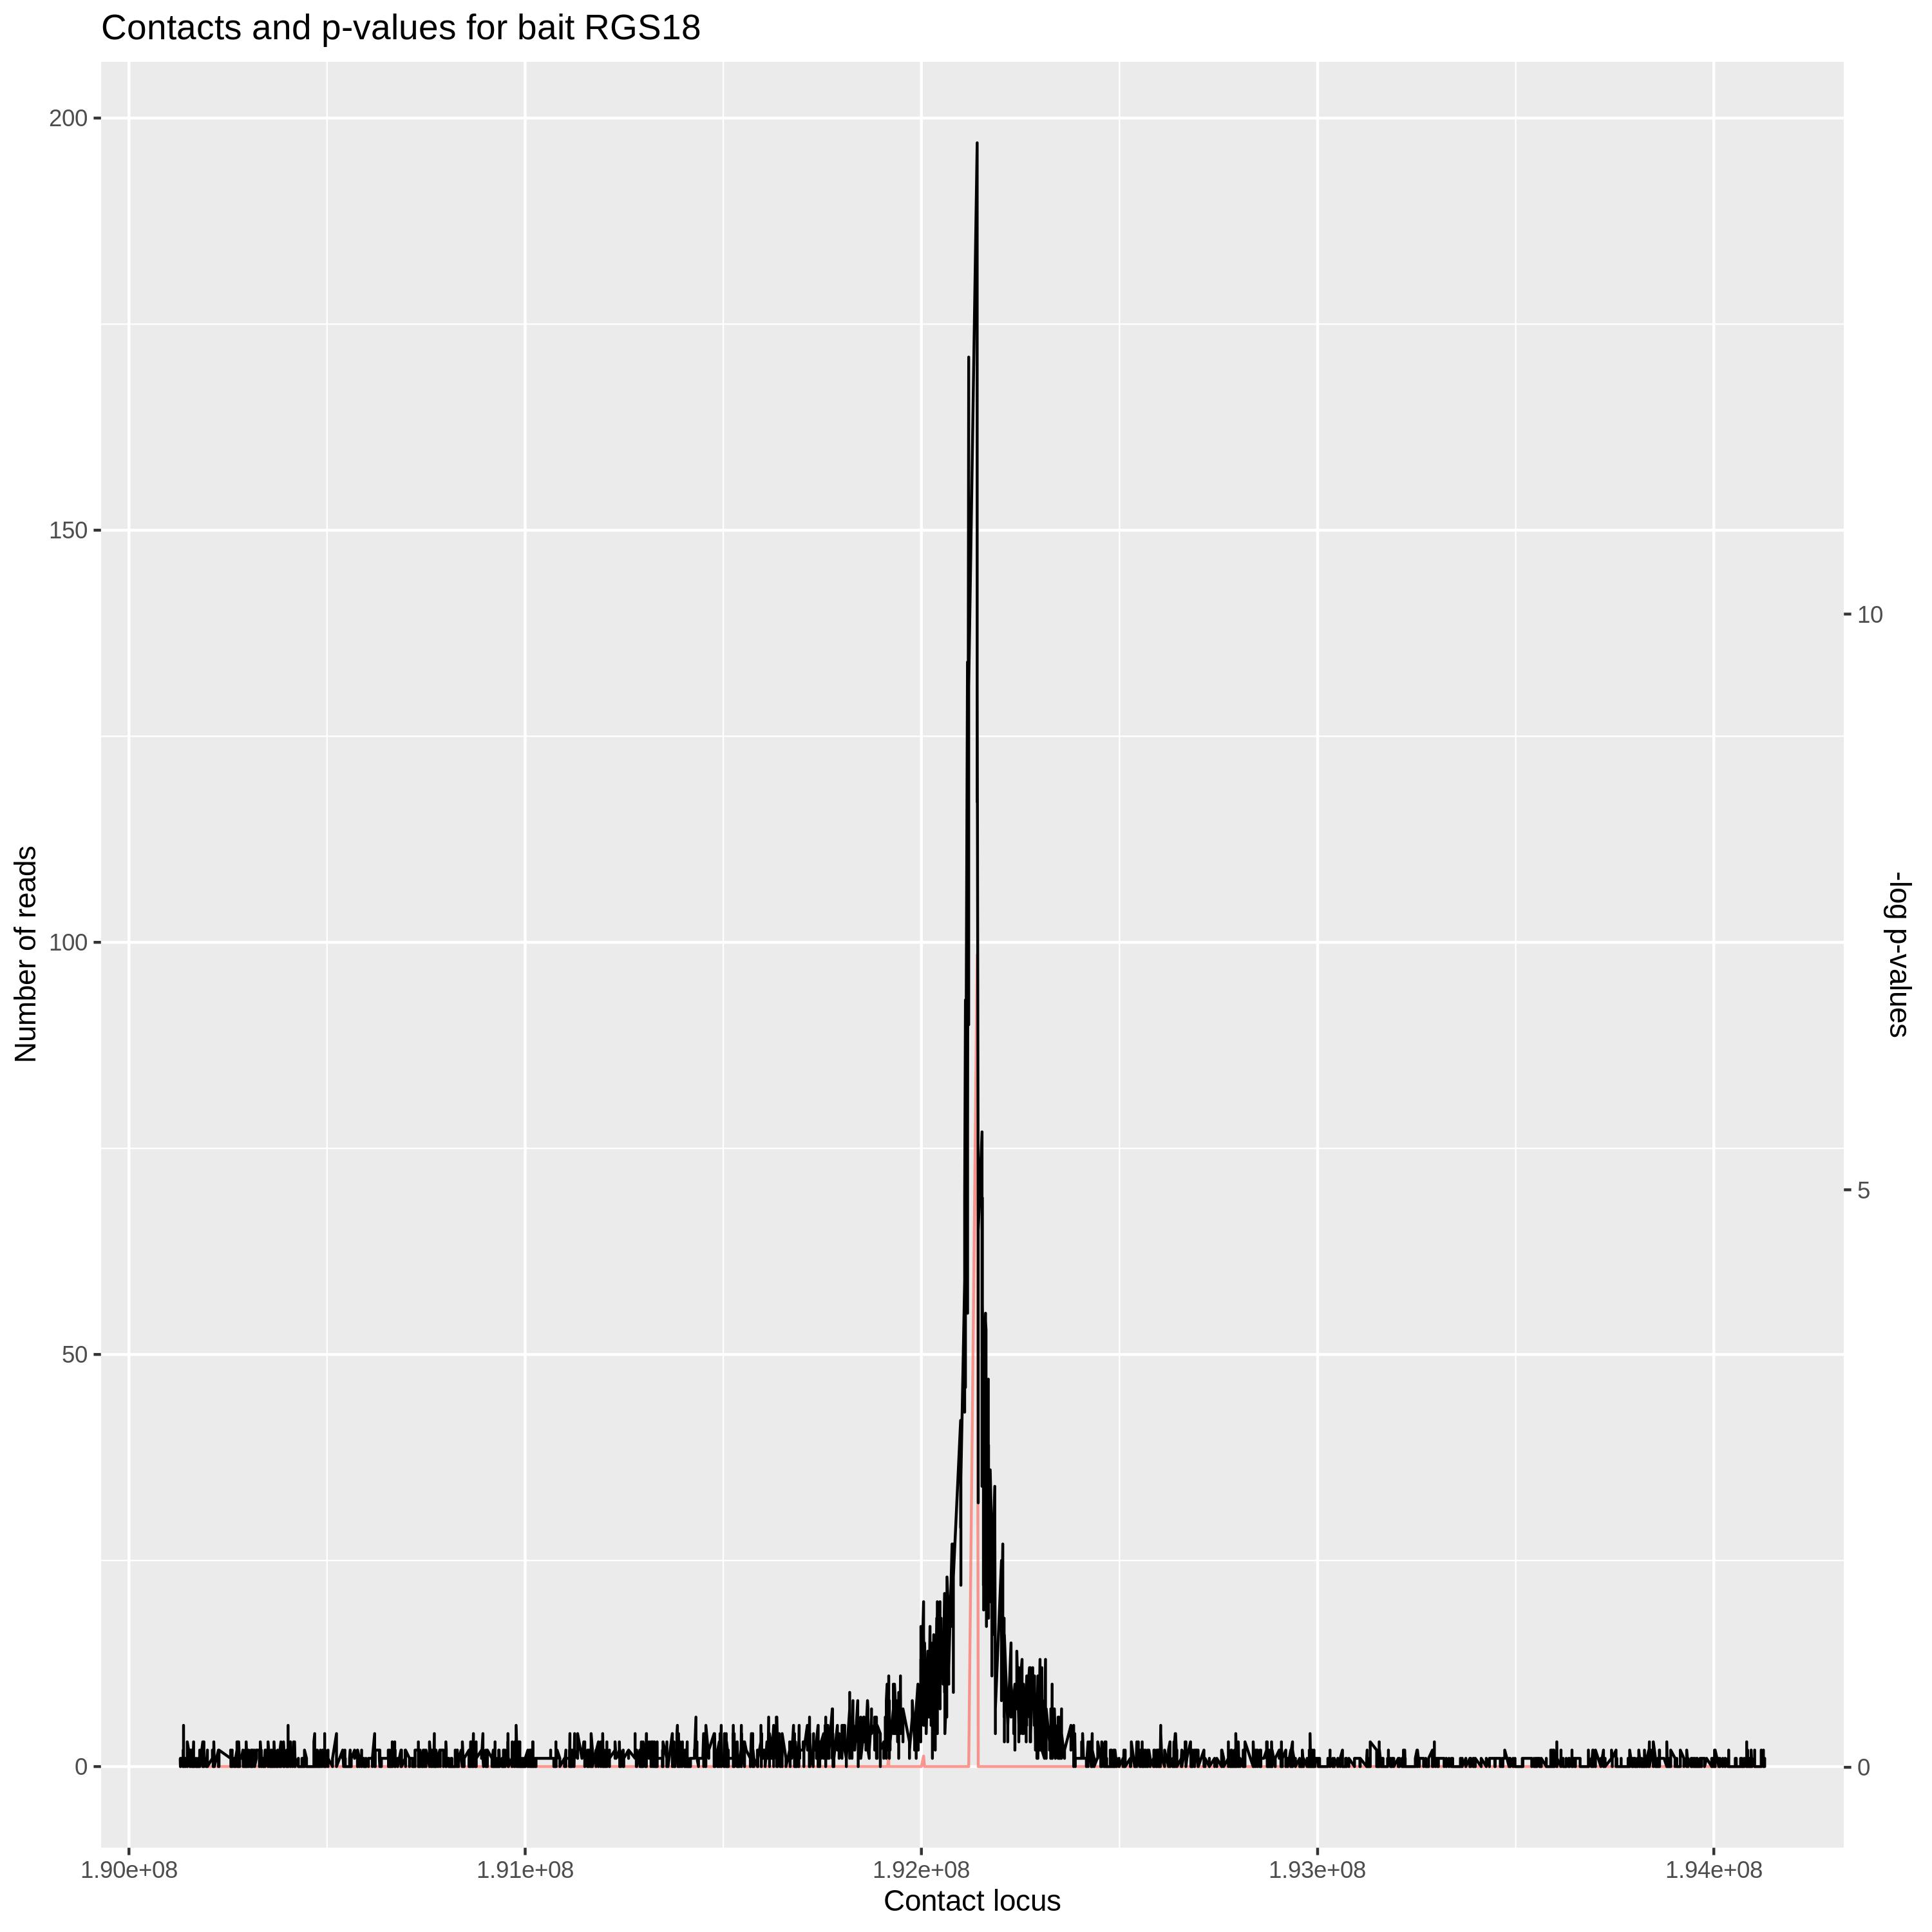 Contacts and p-values for bait RGS18
200
150
100
50
0
Number of reads
10
5
0
-log p-values
1.90e+08 1.91e+08 1.92e+08 1.93e+08 1.94e+08
Contact locus